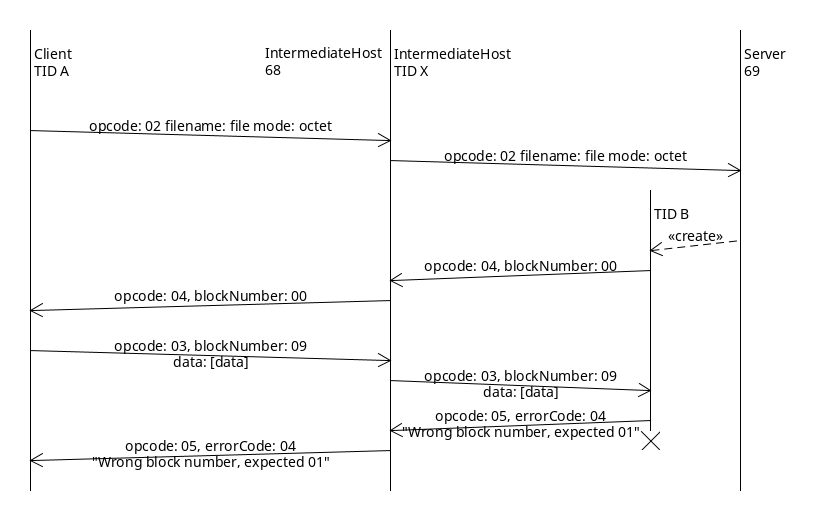 Client
TID A
IntermediateHost
68
IntermediateHost
TID X
Server
69
opcode: 02 filename: file mode: octet
opcode: 02 filename: file mode: octet
TID B
«create»
opcode: 04, blockNumber: 00
opcode: 04, blockNumber: 00
opcode: 03, blockNumber: 09
data: [data]
opcode: 03, blockNumber: 09
data: [data]
opcode: 05, errorCode: 04
"Wrong block number, expected 01"
opcode: 05, errorCode: 04
"Wrong block number, expected 01"